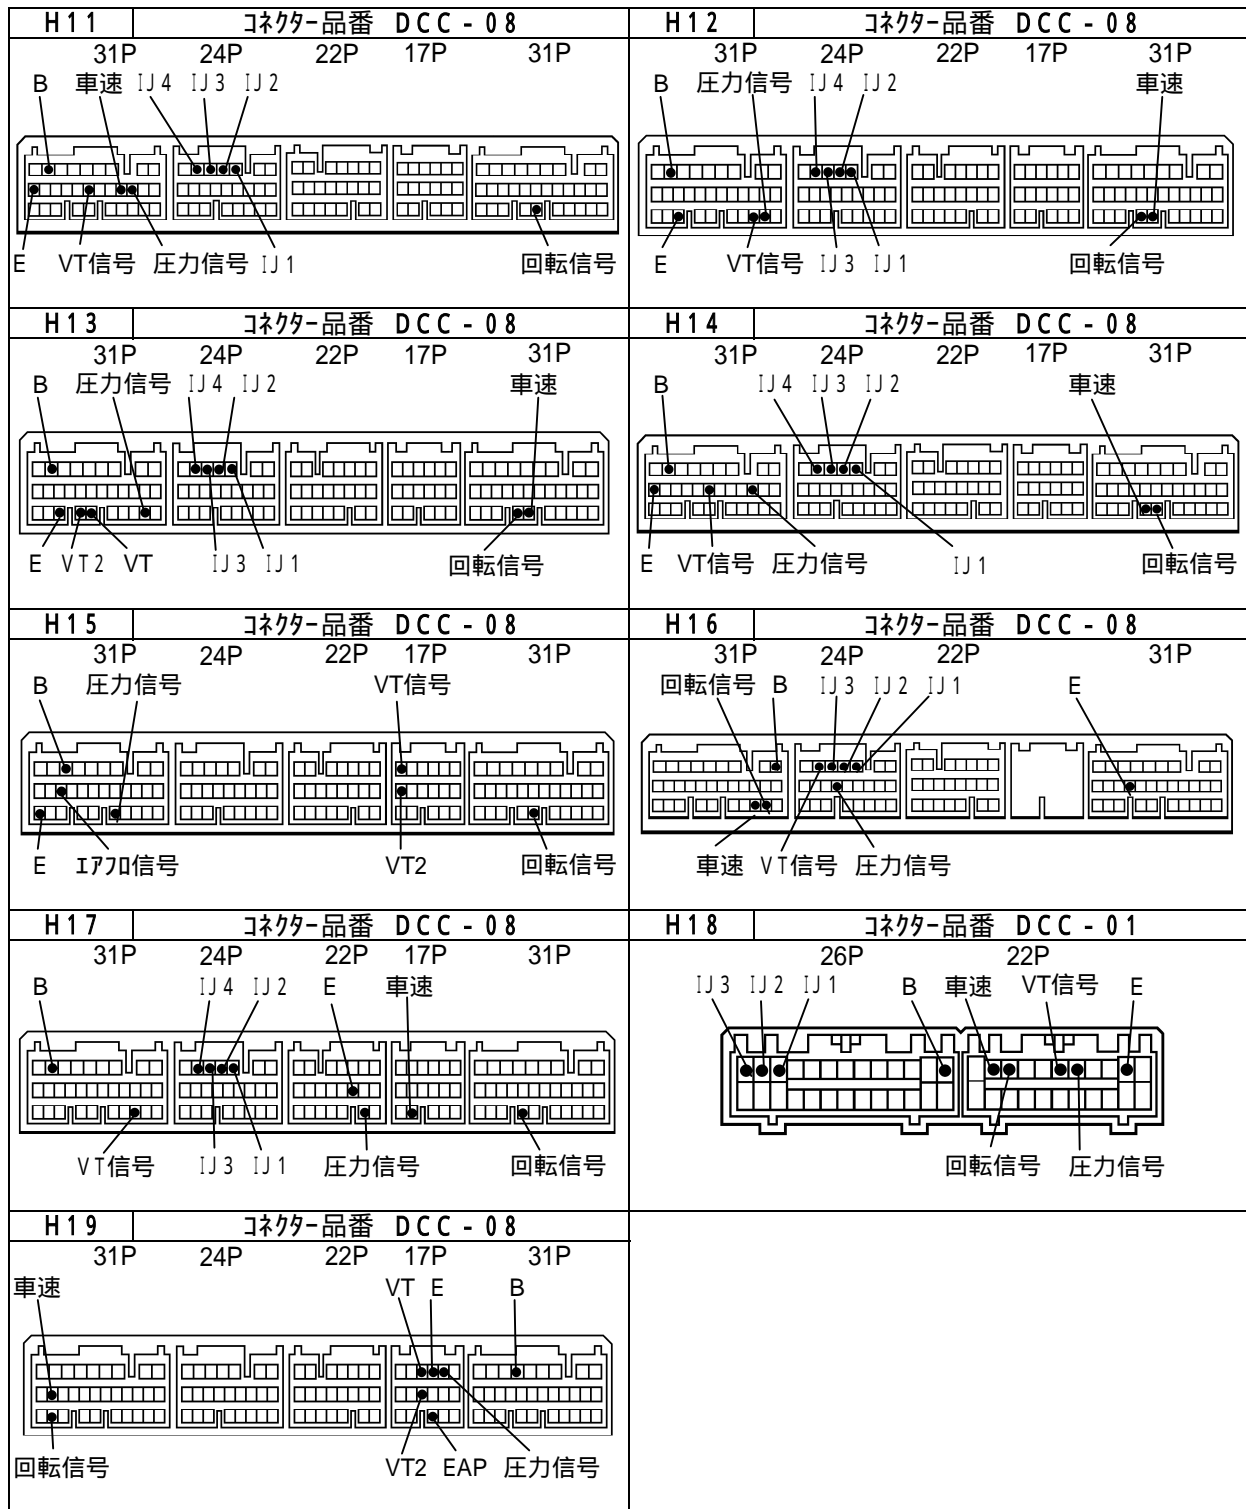 H11 コネクター品番 DCC-08
31P 24P 22P 17P 31P
B 車速 IJ4 IJ3 IJ2
E VT信号 圧力信号 IJ1 回転信号
H12 コネクター品番 DCC-08
31P 24P 22P 17P 31P
B 圧力信号 IJ4 IJ2 車速
E VT信号 IJ3 IJ1 回転信号
H13 コネクター品番 DCC-08
31P 24P 22P 17P 31P
B 圧力信号 IJ4 IJ2 車速
E VT2 VT IJ3 IJ1 回転信号
H14 コネクター品番 DCC-08
31P 24P 22P 17P 31P
B IJ4 IJ3 IJ2 車速
E VT信号 圧力信号 IJ1 回転信号
H15 コネクター品番 DCC-08
31P 24P 22P 17P 31P
B 圧力信号 VT信号
E エアフロ信号 VT2 回転信号
H16 コネクター品番 DCC-08
31P 24P 22P 31P
回転信号 B IJ3 IJ2 IJ1 E
車速 VT信号 圧力信号
H17 コネクター品番 DCC-08
31P 24P 22P 17P 31P
B IJ4 IJ2 E 車速
VT信号 IJ3 IJ1 圧力信号 回転信号
H18 コネクター品番 DCC-01
26P 22P
IJ3 IJ2 IJ1 B 車速 VT信号 E
回転信号 圧力信号
H19 コネクター品番 DCC-08
31P 24P 22P 17P 31P
車速 VT E B
回転信号 VT2 EAP 圧力信号